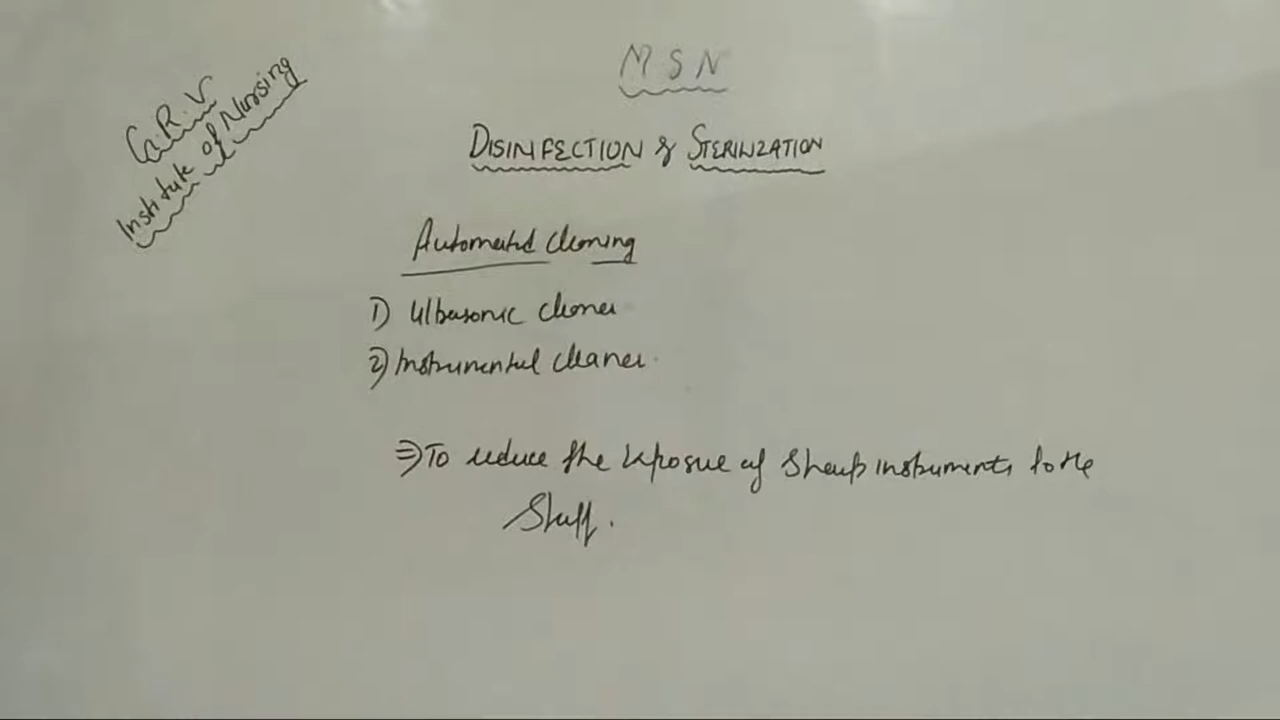 G.R.V
Institute of Nursing
MSN
DISINFECTION & STERILIZATION
Automated cleaning
1) Ultrasonic cleaner
2) Instrumental cleaner
⇒ To reduce the exposure of sharp instruments to the
Staff.